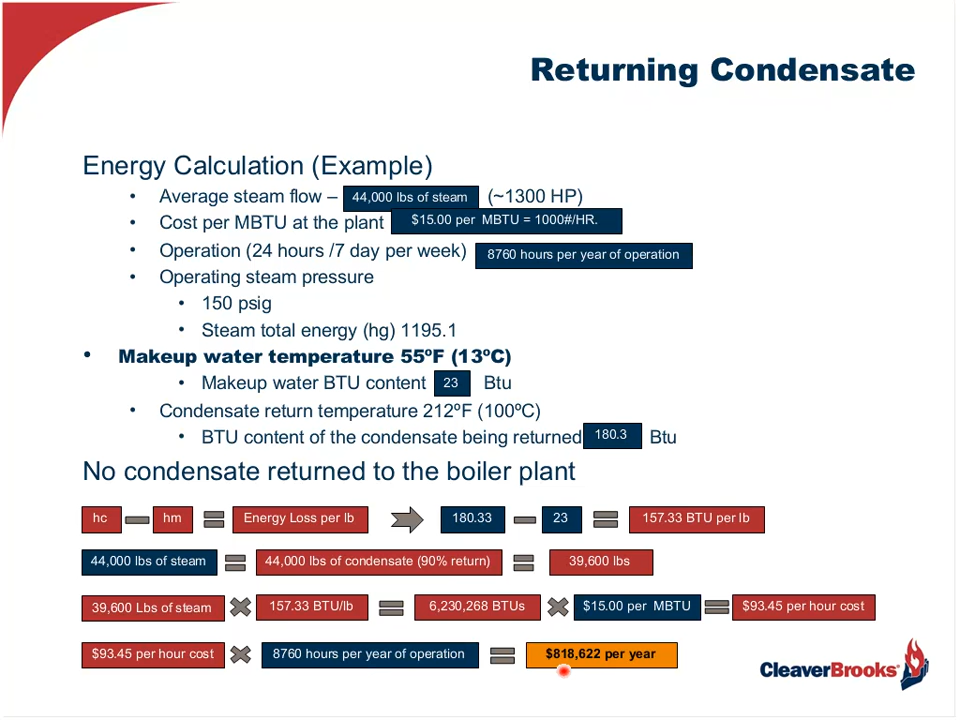 Returning Condensate
Energy Calculation (Example)
• Average steam flow – 44,000 lbs of steam (~1300 HP)
• Cost per MBTU at the plant $15.00 per MBTU = 1000#/HR.
• Operation (24 hours /7 day per week) 8760 hours per year of operation
• Operating steam pressure
• 150 psig
• Steam total energy (hg) 1195.1
• Makeup water temperature 55ºF (13ºC)
• Makeup water BTU content 23 Btu
• Condensate return temperature 212ºF (100ºC)
• BTU content of the condensate being returned 180.3 Btu
No condensate returned to the boiler plant
hc hm Energy Loss per lb 180.33 23 157.33 BTU per lb
44,000 lbs of steam 44,000 lbs of condensate (90% return) 39,600 lbs
39,600 Lbs of steam 157.33 BTU/lb 6,230,268 BTUs $15.00 per MBTU $93.45 per hour cost
$93.45 per hour cost 8760 hours per year of operation $818,622 per year
CleaverBrooks